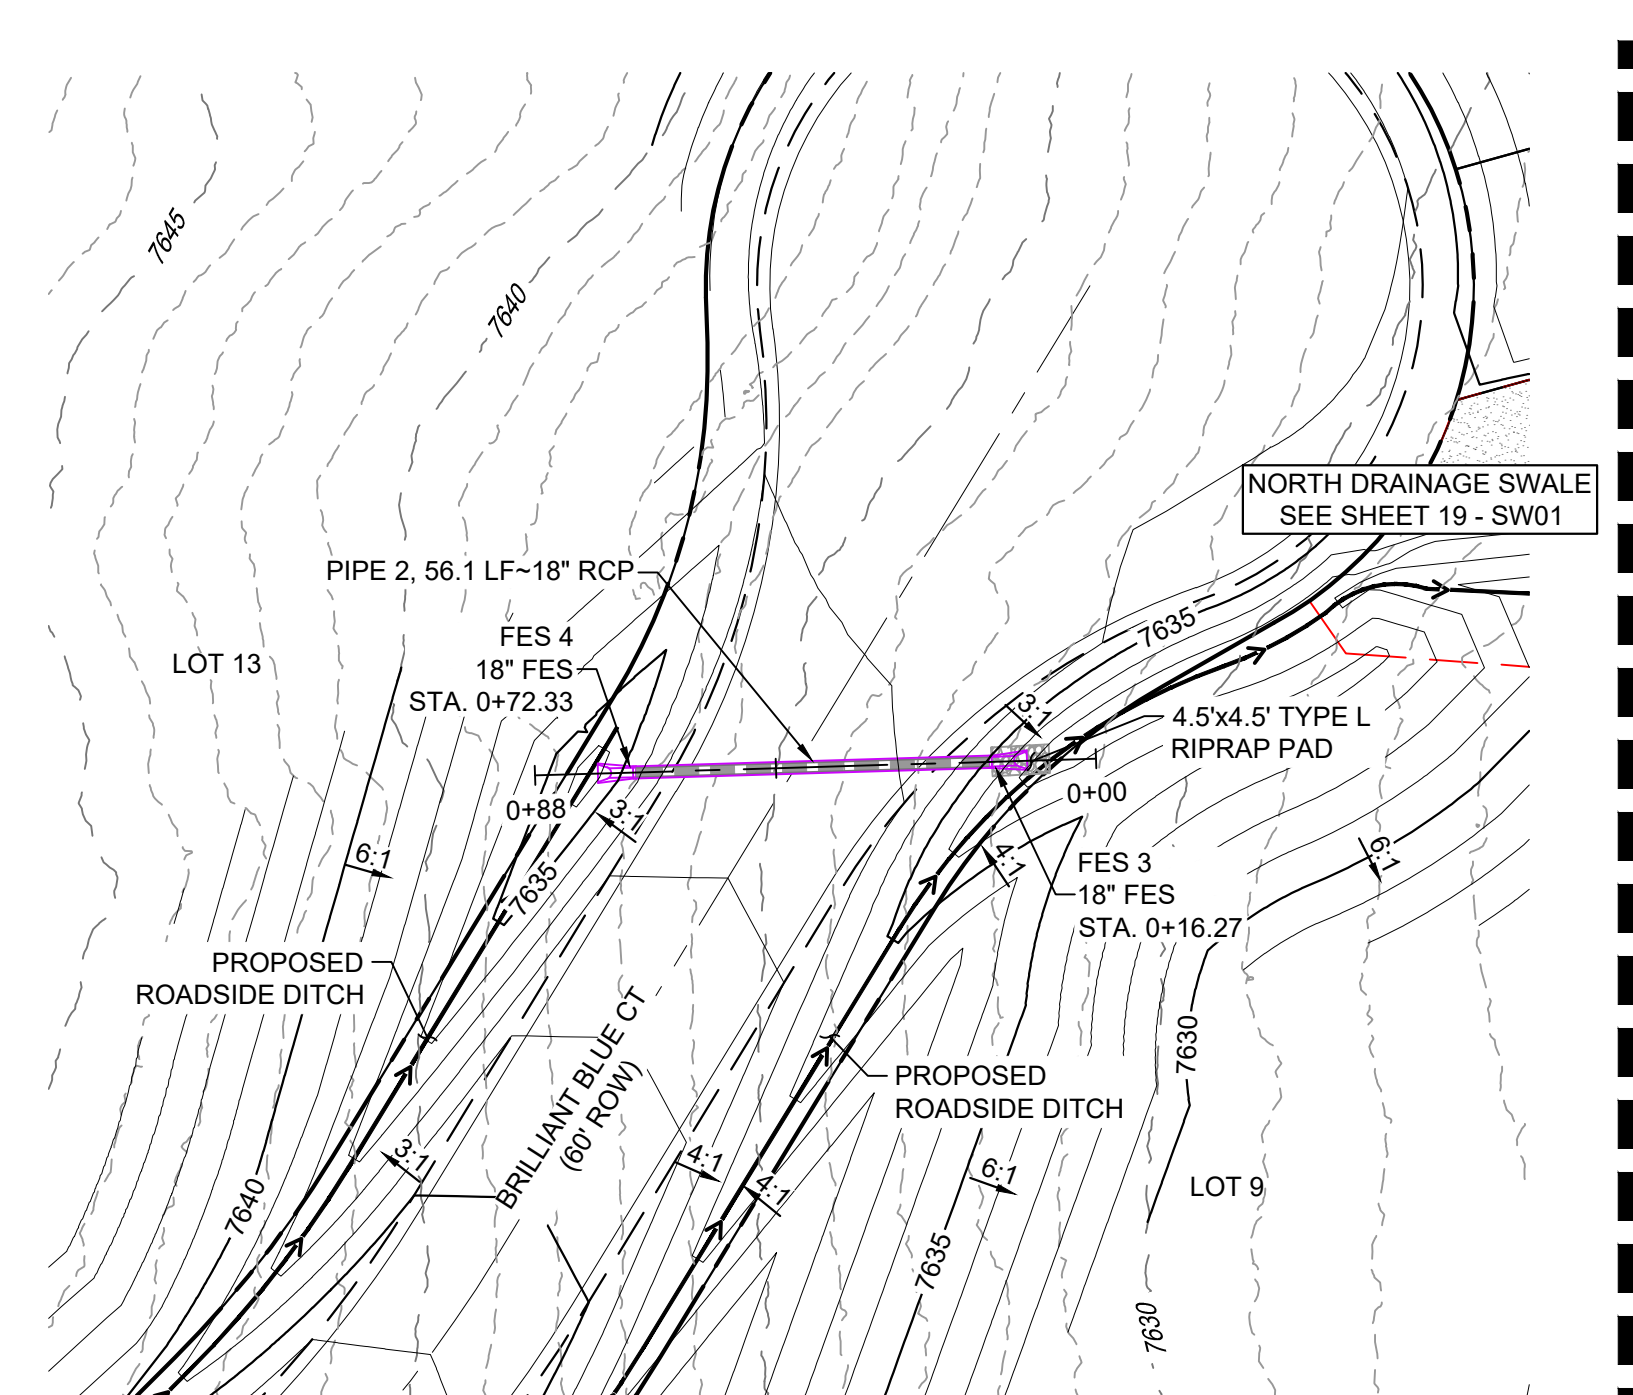 7645
7640
NORTH DRAINAGE SWALE
SEE SHEET 19 - SW01
PIPE 2, 56.1 LF~18" RCP
FES 4
18" FES
STA. 0+72.33
LOT 13
7635
3:1
4.5'x4.5' TYPE L
RIPRAP PAD
0+88
0+00
3:1
6:1
4:1
6:1
FES 3
18" FES
STA. 0+16.27
7635
PROPOSED
ROADSIDE DITCH
BRILLIANT BLUE CT
(60' ROW)
7630
PROPOSED
ROADSIDE DITCH
3:1
4:1
4:1
6:1
LOT 9
7640
7635
7630